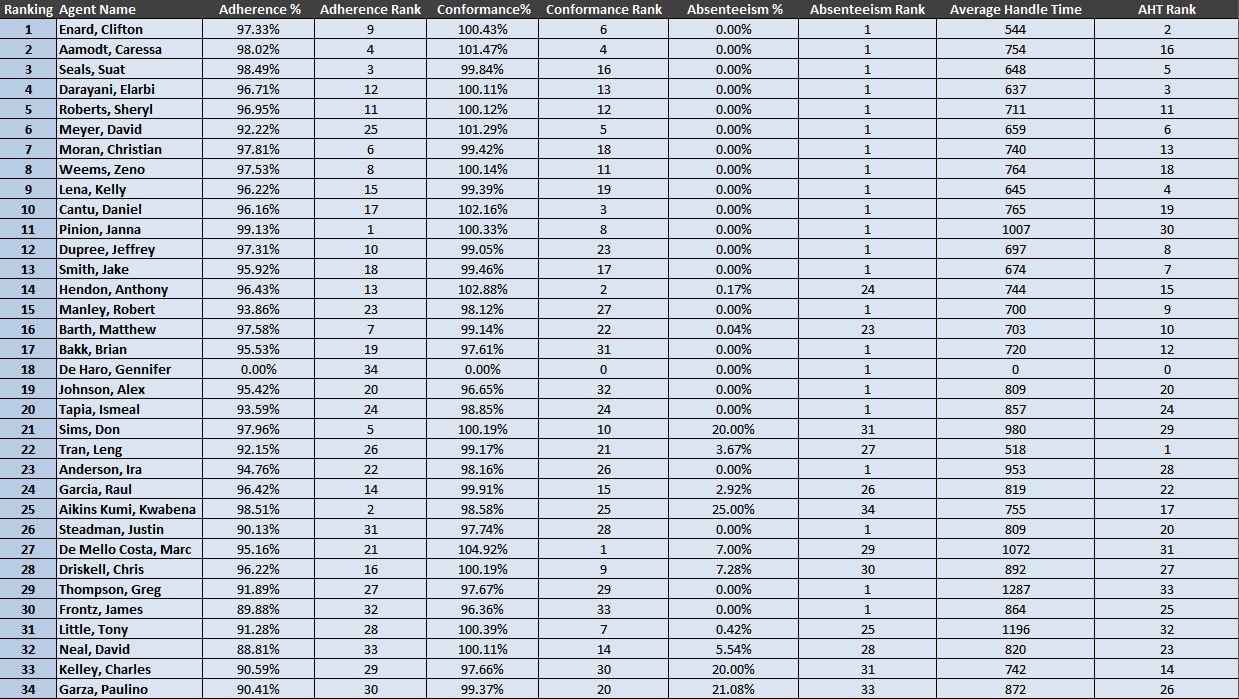 Ranking Agent Name Adherence % Adherence Rank Conformance% Conformance Rank Absenteeism % Absenteeism Rank Average Handle Time AHT Rank
1 Enard, Clifton 97.33% 9 100.43% 6 0.00% 1 544 2
2 Aamodt, Caressa 98.02% 4 101.47% 4 0.00% 1 754 16
3 Seals, Suat 98.49% 3 99.84% 16 0.00% 1 648 5
4 Darayani, Elarbi 96.71% 12 100.11% 13 0.00% 1 637 3
5 Roberts, Sheryl 96.95% 11 100.12% 12 0.00% 1 711 11
6 Meyer, David 92.22% 25 101.29% 5 0.00% 1 659 6
7 Moran, Christian 97.81% 6 99.42% 18 0.00% 1 740 13
8 Weems, Zeno 97.53% 8 100.14% 11 0.00% 1 764 18
9 Lena, Kelly 96.22% 15 99.39% 19 0.00% 1 645 4
10 Cantu, Daniel 96.16% 17 102.16% 3 0.00% 1 765 19
11 Pinion, Janna 99.13% 1 100.33% 8 0.00% 1 1007 30
12 Dupree, Jeffrey 97.31% 10 99.05% 23 0.00% 1 697 8
13 Smith, Jake 95.92% 18 99.46% 17 0.00% 1 674 7
14 Hendon, Anthony 96.43% 13 102.88% 2 0.17% 24 744 15
15 Manley, Robert 93.86% 23 98.12% 27 0.00% 1 700 9
16 Barth, Matthew 97.58% 7 99.14% 22 0.04% 23 703 10
17 Bakk, Brian 95.53% 19 97.61% 31 0.00% 1 720 12
18 De Haro, Gennifer 0.00% 34 0.00% 0 0.00% 1 0 0
19 Johnson, Alex 95.42% 20 96.65% 32 0.00% 1 809 20
20 Tapia, Ismeal 93.59% 24 98.85% 24 0.00% 1 857 24
21 Sims, Don 97.96% 5 100.19% 10 20.00% 31 980 29
22 Tran, Leng 92.15% 26 99.17% 21 3.67% 27 518 1
23 Anderson, Ira 94.76% 22 98.16% 26 0.00% 1 953 28
24 Garcia, Raul 96.42% 14 99.91% 15 2.92% 26 819 22
25 Aikins Kumi, Kwabena 98.51% 2 98.58% 25 25.00% 34 755 17
26 Steadman, Justin 90.13% 31 97.74% 28 0.00% 1 809 20
27 De Mello Costa, Marc 95.16% 21 104.92% 1 7.00% 29 1072 31
28 Driskell, Chris 96.22% 16 100.19% 9 7.28% 30 892 27
29 Thompson, Greg 91.89% 27 97.67% 29 0.00% 1 1287 33
30 Frontz, James 89.88% 32 96.36% 33 0.00% 1 864 25
31 Little, Tony 91.28% 28 100.39% 7 0.42% 25 1196 32
32 Neal, David 88.81% 33 100.11% 14 5.54% 28 820 23
33 Kelley, Charles 90.59% 29 97.66% 30 20.00% 31 742 14
34 Garza, Paulino 90.41% 30 99.37% 20 21.08% 33 872 26